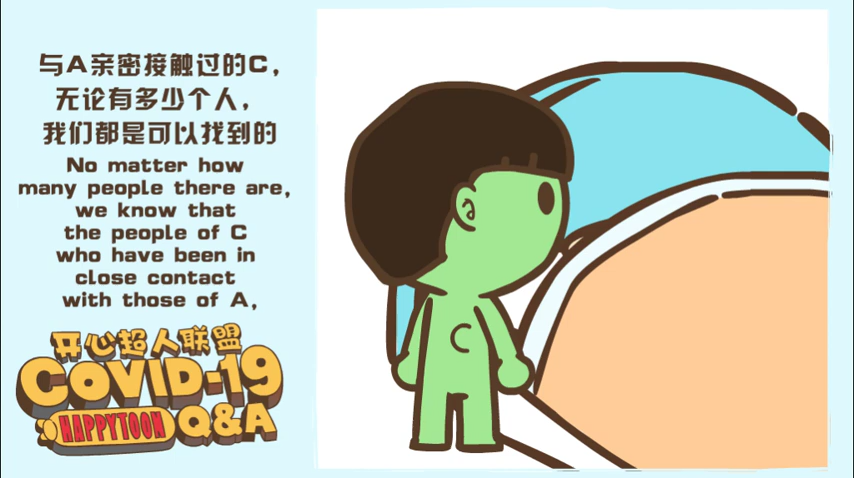 与A亲密接触过的C，
无论有多少个人，
我们都是可以找到的
No matter how
many people there are,
we know that
the people of C
who have been in
close contact
with those of A,
开心超人联盟
COVID-19
HAPPYTOON Q&A
C